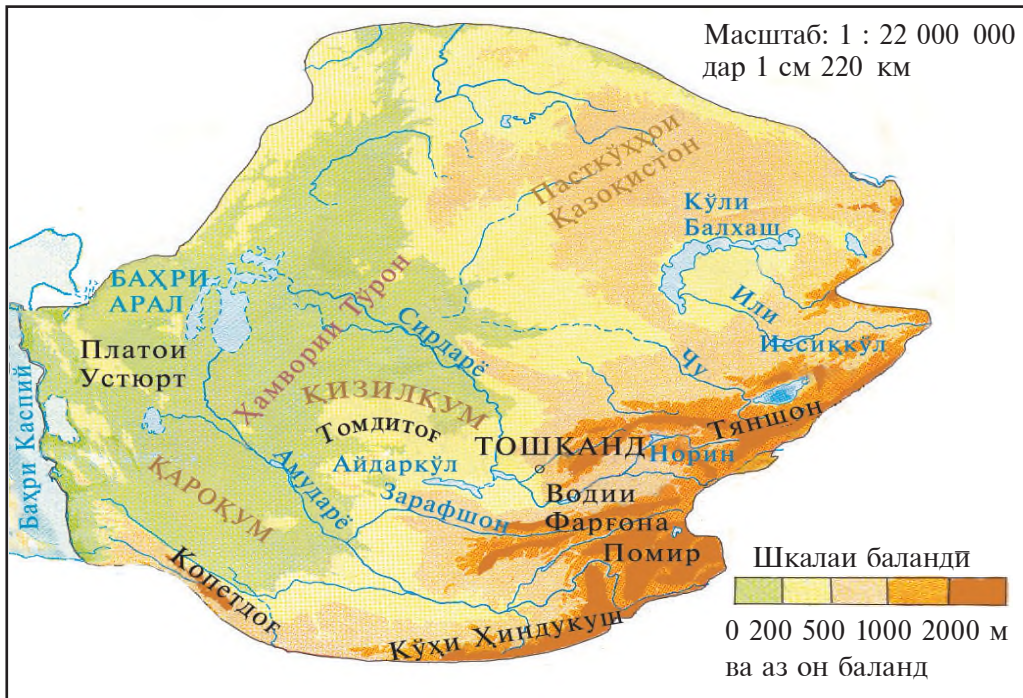 Масштаб: 1 : 22 000 000
дар 1 см 220 км
Пасткӯҳҳои
Қазоқистон
Кӯли
Балхаш
БАҲРИ
АРАЛ
Или
Иссиқкӯл
Ҳамворий Тӯрон
Сирдарё
Чу
Платои
Устюрт
ҚИЗИЛҚУМ
Томдитоғ
ТОШКАНД
Тяншон
Норин
Айдаркӯл
Баҳри Каспий
ҚАРОҚУМ
Амударё
Зарафшон
Водии
Фарғона
Помир
Копетдоғ
Кӯҳи Ҳиндукуш
Шкалаи баландӣ
0 200 500 1000 2000 м
ва аз он баланд